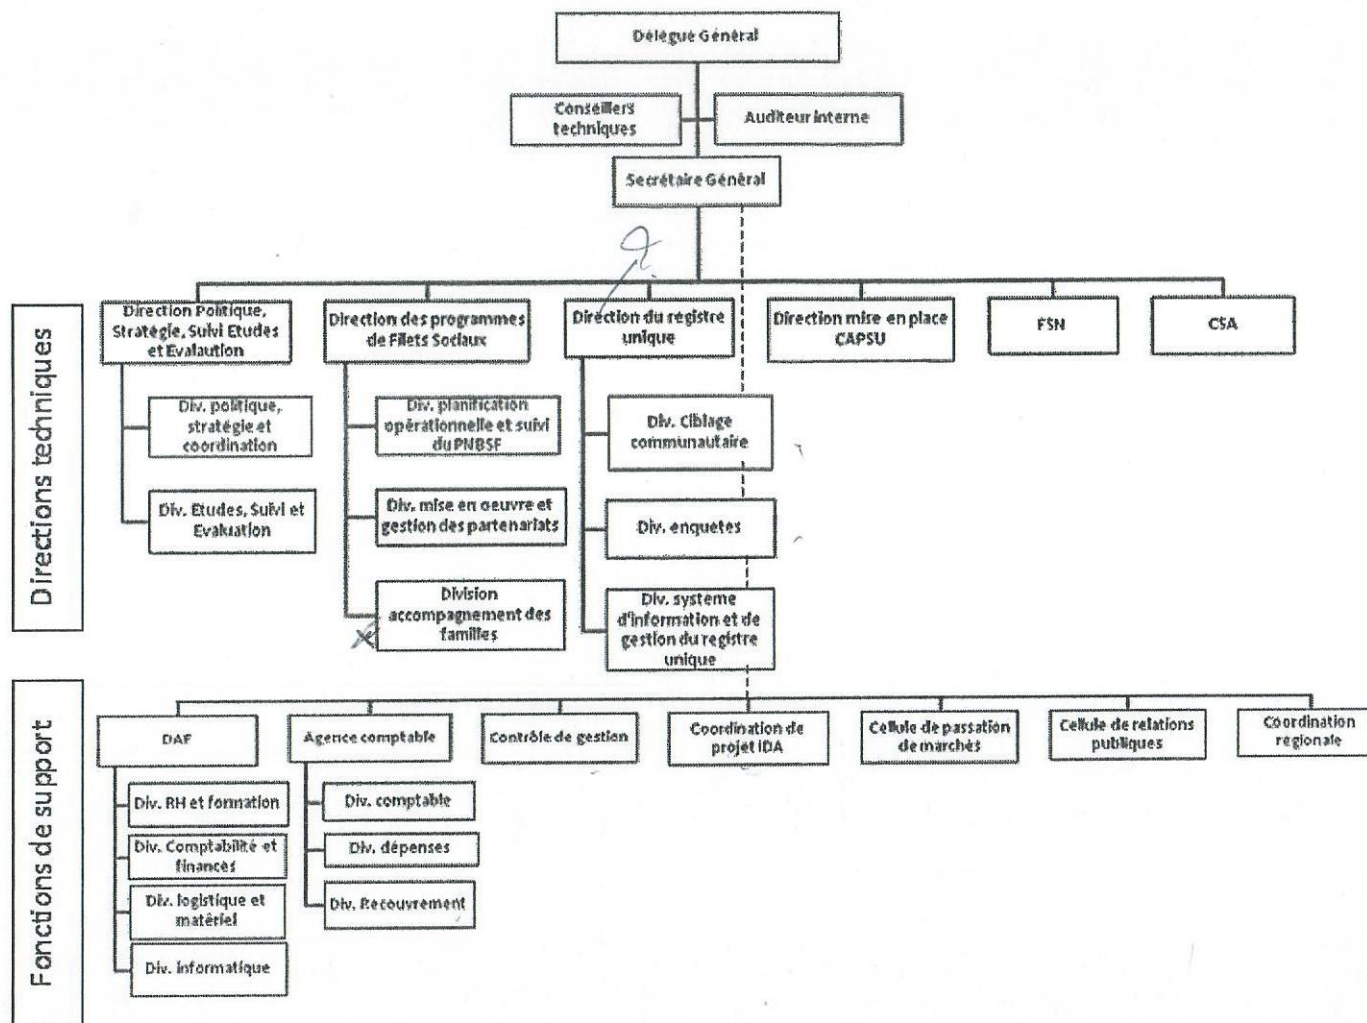 Délégué Général
Conseillers
techniques
Auditeur interne
Secrétaire Général
Directions techniques
Direction Politique,
Stratégie, Suivi Etudes
et Evalaution
Direction des programmes
de Filets Sociaux
Direction du registre
unique
Direction mise en place
CAPSU
FSN
CSA
Div. politique,
stratégie et
coordination
Div. Etudes, Suivi et
Evaluation
Div. planification
opérationnelle et suivi
du PNBSF
Div. mise en oeuvre et
gestion des partenariats
Division
accompagnement des
familles
Div. Ciblage
communautaire
Div. enquetes
Div. systeme
d'information et de
gestion du registre
unique
Fonctions de support
DAF
Agence comptable
Contrôle de gestion
Coordination de
projet IDA
Cellule de passation
de marchés
Cellule de relations
publiques
Coordination
regionale
Div. RH et formation
Div. Comptabilité et
finances
Div. logistique et
matériel
Div. informatique
Div. comptable
Div. dépenses
Div. Recouvrement